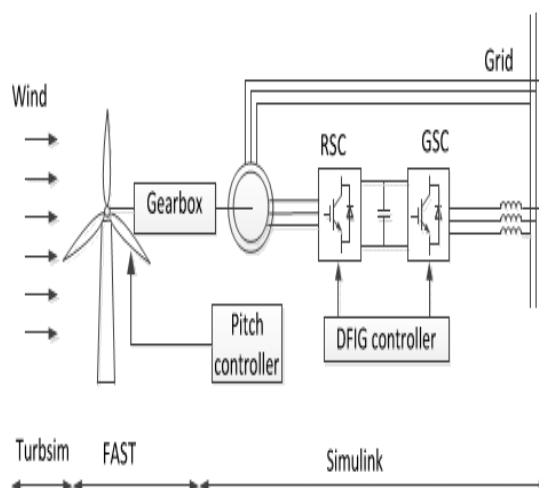 Grid
Wind
RSC
GSC
Gearbox
Pitch
controller
DFIG controller
Turbsim
FAST
Simulink